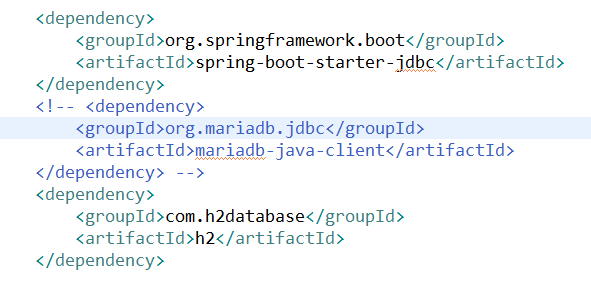 <dependency>
<groupId>org.springframework.boot</groupId>
<artifactId>spring-boot-starter-jdbc</artifactId>
</dependency>
<!-- <dependency>
<groupId>org.mariadb.jdbc</groupId>
<artifactId>mariadb-java-client</artifactId>
</dependency> -->
<dependency>
<groupId>com.h2database</groupId>
<artifactId>h2</artifactId>
</dependency>